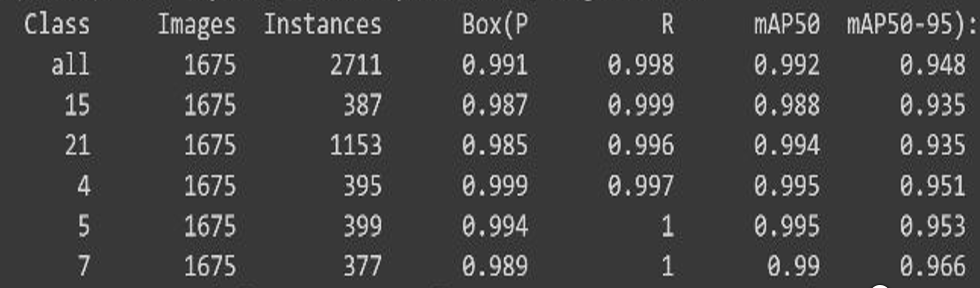 Class Images Instances Box(P R mAP50 mAP50-95):
all 1675 2711 0.991 0.998 0.992 0.948
15 1675 387 0.987 0.999 0.988 0.935
21 1675 1153 0.985 0.996 0.994 0.935
4 1675 395 0.999 0.997 0.995 0.951
5 1675 399 0.994 1 0.995 0.953
7 1675 377 0.989 1 0.99 0.966